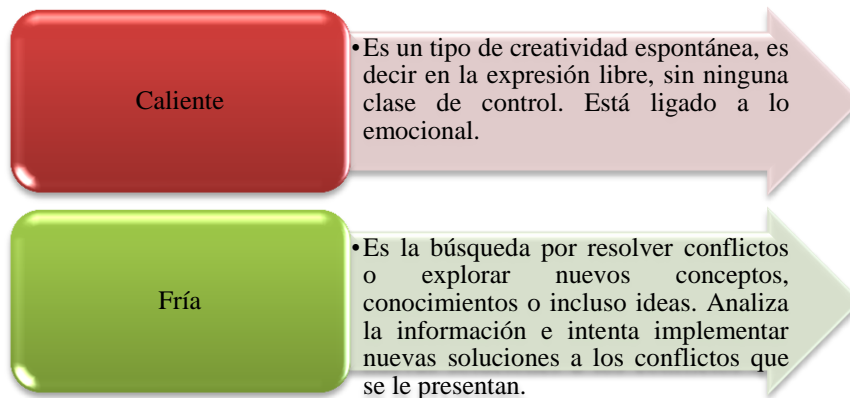 Caliente
•Es un tipo de creatividad espontánea, es
decir en la expresión libre, sin ninguna
clase de control. Está ligado a lo
emocional.
Fría
•Es la búsqueda por resolver conflictos
o explorar nuevos conceptos,
conocimientos o incluso ideas. Analiza
la información e intenta implementar
nuevas soluciones a los conflictos que
se le presentan.